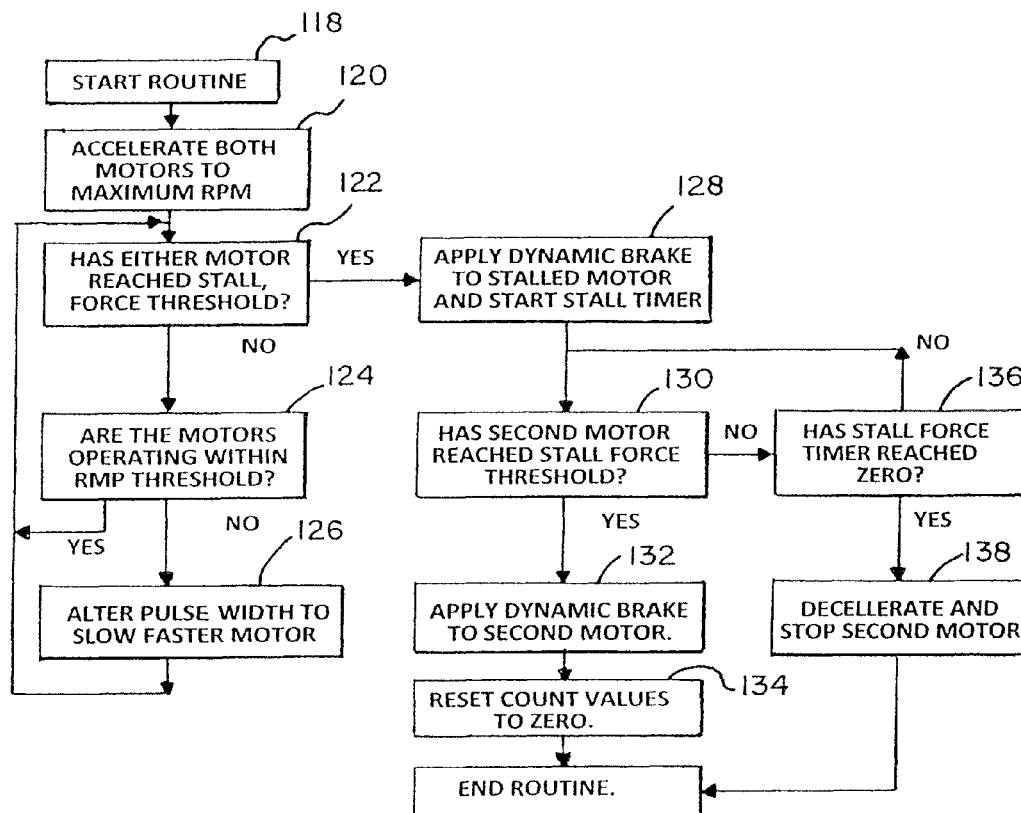 118
START ROUTINE
120
ACCELERATE BOTH
MOTORS TO
MAXIMUM RPM
122
HAS EITHER MOTOR
REACHED STALL,
FORCE THRESHOLD?
YES
NO
128
APPLY DYNAMIC BRAKE
TO STALLED MOTOR
AND START STALL TIMER
124
ARE THE MOTORS
OPERATING WITHIN
RMP THRESHOLD?
YES
NO
126
ALTER PULSE WIDTH TO
SLOW FASTER MOTOR
130
HAS SECOND MOTOR
REACHED STALL FORCE
THRESHOLD?
NO
YES
136
HAS STALL FORCE
TIMER REACHED
ZERO?
NO
YES
132
APPLY DYNAMIC BRAKE
TO SECOND MOTOR.
138
DECELLERATE AND
STOP SECOND MOTOR
134
RESET COUNT VALUES
TO ZERO.
END ROUTINE.